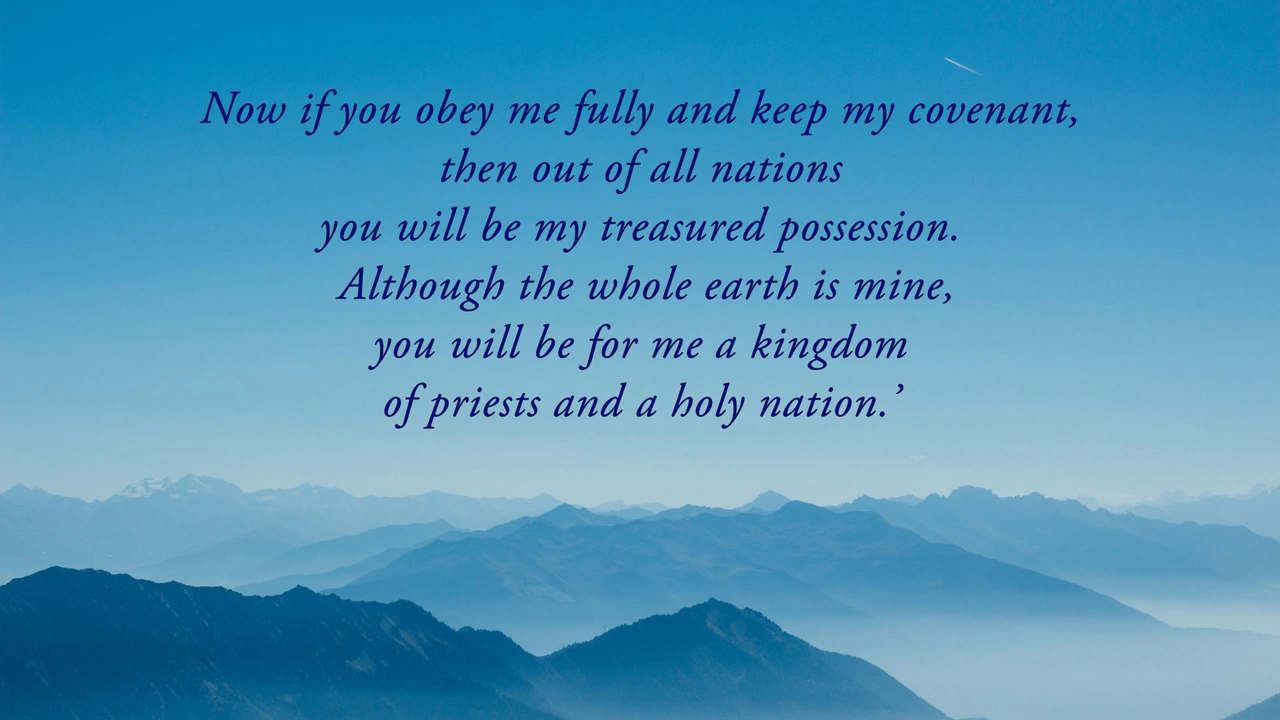 Now if you obey me fully and keep my covenant,
then out of all nations
you will be my treasured possession.
Although the whole earth is mine,
you will be for me a kingdom
of priests and a holy nation.’